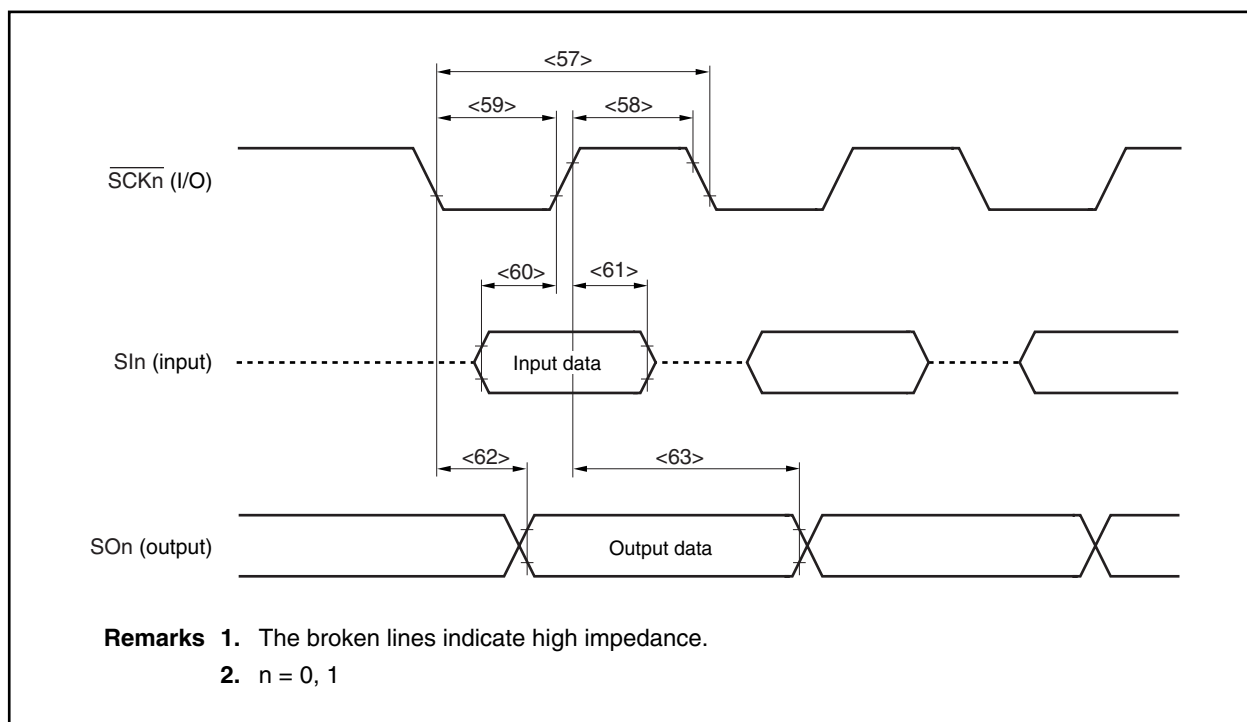 <57>
<59> <58>
SCKn (I/O)
<60> <61>
SIn (input) Input data
<62> <63>
SOn (output) Output data
Remarks 1. The broken lines indicate high impedance.
2. n = 0, 1